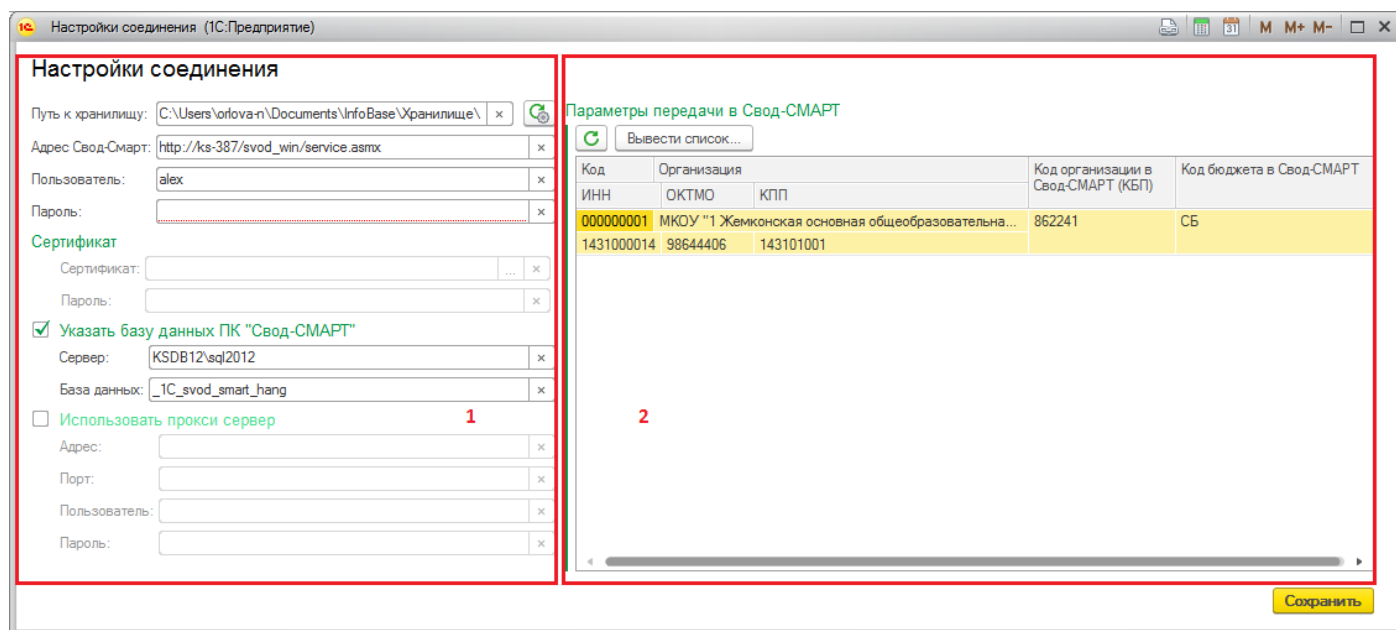 1С Настройки соединения (1С:Предприятие) 31 M M+ M-
Настройки соединения
Путь к хранилищу: C:\Users\orlova-n\Documents\InfoBase\Хранилище\
Адрес Свод-Смарт: http://ks-387/svod_win/service.asmx
Пользователь: alex
Пароль:
Сертификат
Сертификат: ...
Пароль:
Указать базу данных ПК "Свод-СМАРТ"
Сервер: KSDB12\sql2012
База данных: _1C_svod_smart_hang
Использовать прокси сервер
1
Адрес:
Порт:
Пользователь:
Пароль:
Параметры передачи в Свод-СМАРТ
Вывести список...
Код Организация Код организации в Свод-СМАРТ (КБП) Код бюджета в Свод-СМАРТ
ИНН ОКТМО КПП
000000001 МКОУ "1 Жемконская основная общеобразовательна... 862241 СБ
1431000014 98644406 143101001
2
Сохранить